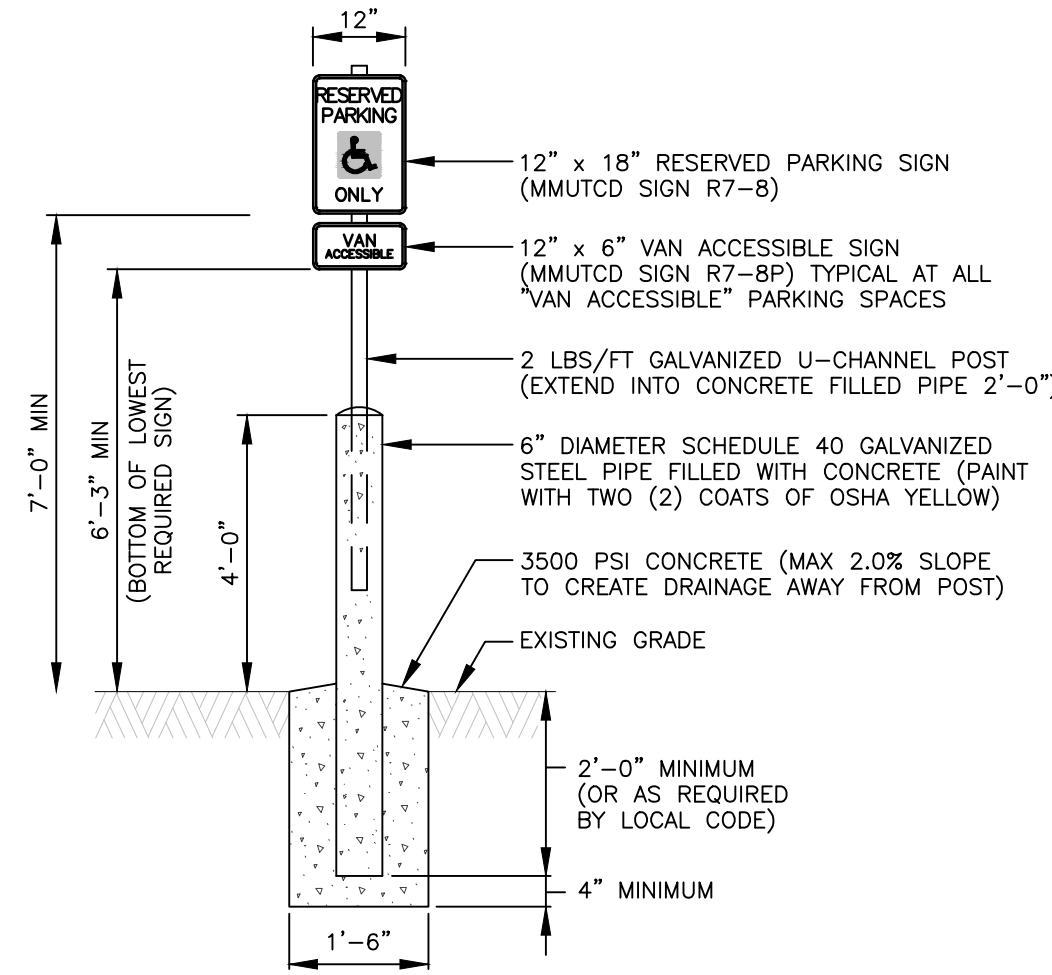 12"
RESERVED
PARKING
ONLY
VAN
ACCESSIBLE
12" x 18" RESERVED PARKING SIGN
(MMUTCD SIGN R7-8)
12" x 6" VAN ACCESSIBLE SIGN
(MMUTCD SIGN R7-8P) TYPICAL AT ALL
"VAN ACCESSIBLE" PARKING SPACES
2 LBS/FT GALVANIZED U-CHANNEL POST
(EXTEND INTO CONCRETE FILLED PIPE 2'-0")
6" DIAMETER SCHEDULE 40 GALVANIZED
STEEL PIPE FILLED WITH CONCRETE (PAINT
WITH TWO (2) COATS OF OSHA YELLOW)
3500 PSI CONCRETE (MAX 2.0% SLOPE
TO CREATE DRAINAGE AWAY FROM POST)
EXISTING GRADE
7'-0" MIN
6'-3" MIN
(BOTTOM OF LOWEST
REQUIRED SIGN)
4'-0"
2'-0" MINIMUM
(OR AS REQUIRED
BY LOCAL CODE)
4" MINIMUM
1'-6"